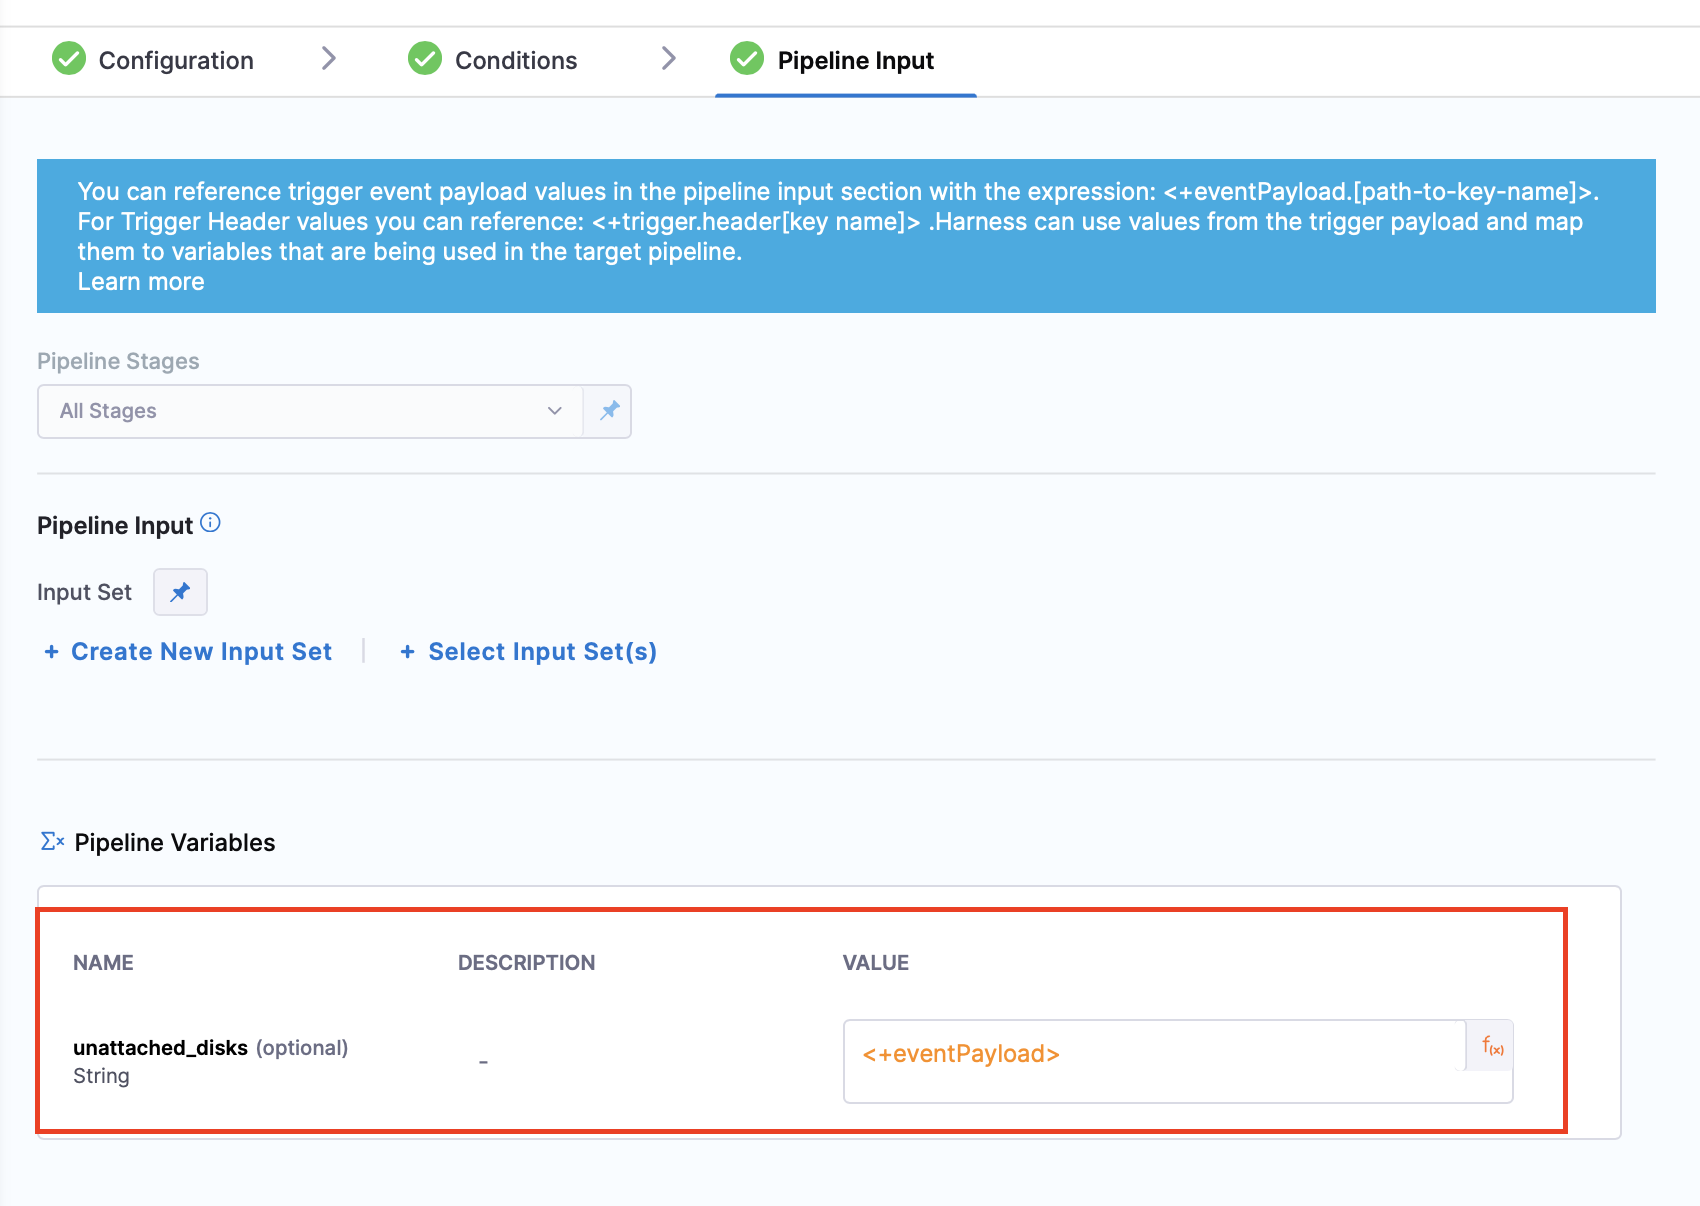 Configuration
Conditions
Pipeline Input
You can reference trigger event payload values in the pipeline input section with the expression: <+eventPayload.[path-to-key-name]>.
For Trigger Header values you can reference: <+trigger.header[key name]> .Harness can use values from the trigger payload and map
them to variables that are being used in the target pipeline.
Learn more
Pipeline Stages
All Stages
Pipeline Input
Input Set
+ Create New Input Set
+ Select Input Set(s)
Pipeline Variables
NAME DESCRIPTION VALUE
unattached_disks (optional)
String
-
<+eventPayload>
f(x)